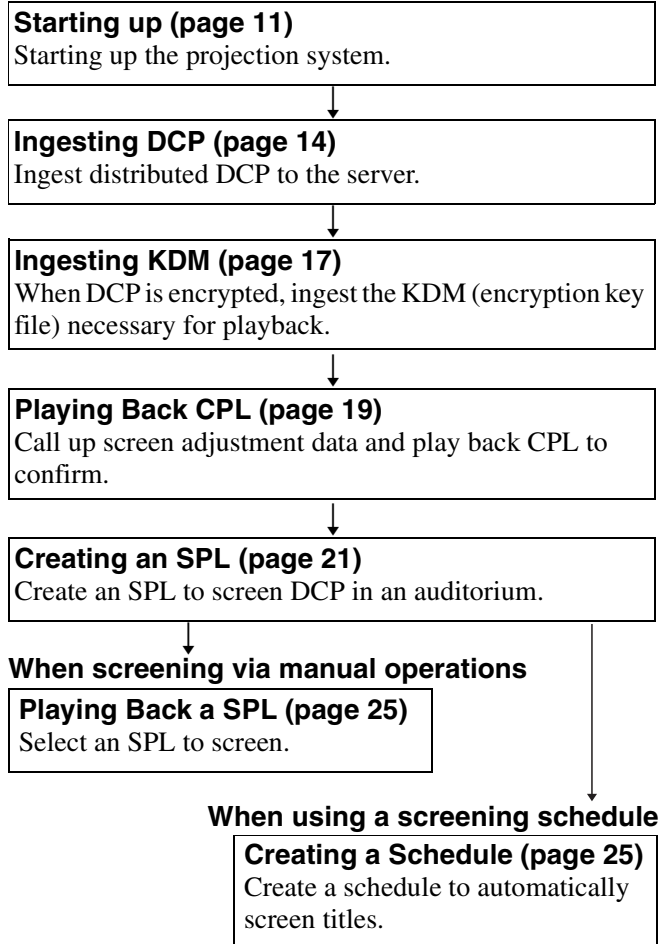 Starting up (page 11)
Starting up the projection system.
Ingesting DCP (page 14)
Ingest distributed DCP to the server.
Ingesting KDM (page 17)
When DCP is encrypted, ingest the KDM (encryption key
file) necessary for playback.
Playing Back CPL (page 19)
Call up screen adjustment data and play back CPL to
confirm.
Creating an SPL (page 21)
Create an SPL to screen DCP in an auditorium.
When screening via manual operations
Playing Back a SPL (page 25)
Select an SPL to screen.
When using a screening schedule
Creating a Schedule (page 25)
Create a schedule to automatically
screen titles.